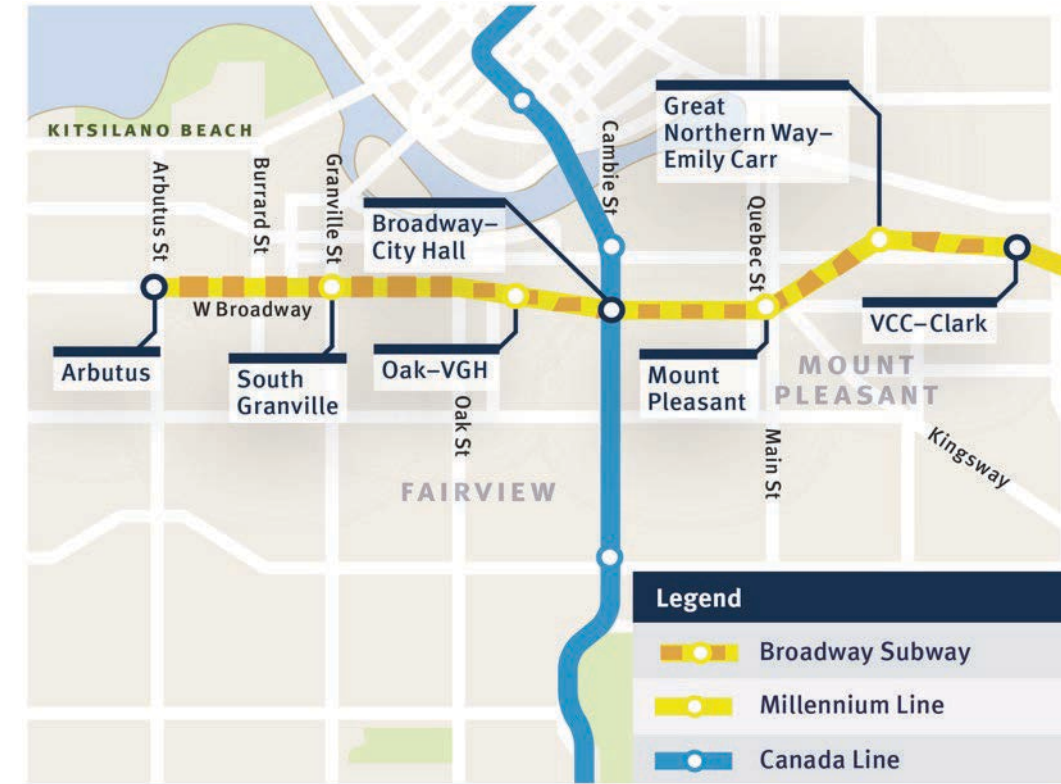 KITSILANO BEACH
Arbutus St
Burrard St
Granville St
Cambie St
Great
Northern Way–
Emily Carr
Quebec St
Broadway–
City Hall
W Broadway
VCC–Clark
Arbutus
South
Granville
Oak–VGH
Mount
Pleasant
MOUNT
PLEASANT
Oak St
Main St
Kingsway
FAIRVIEW
Legend
Broadway Subway
Millennium Line
Canada Line